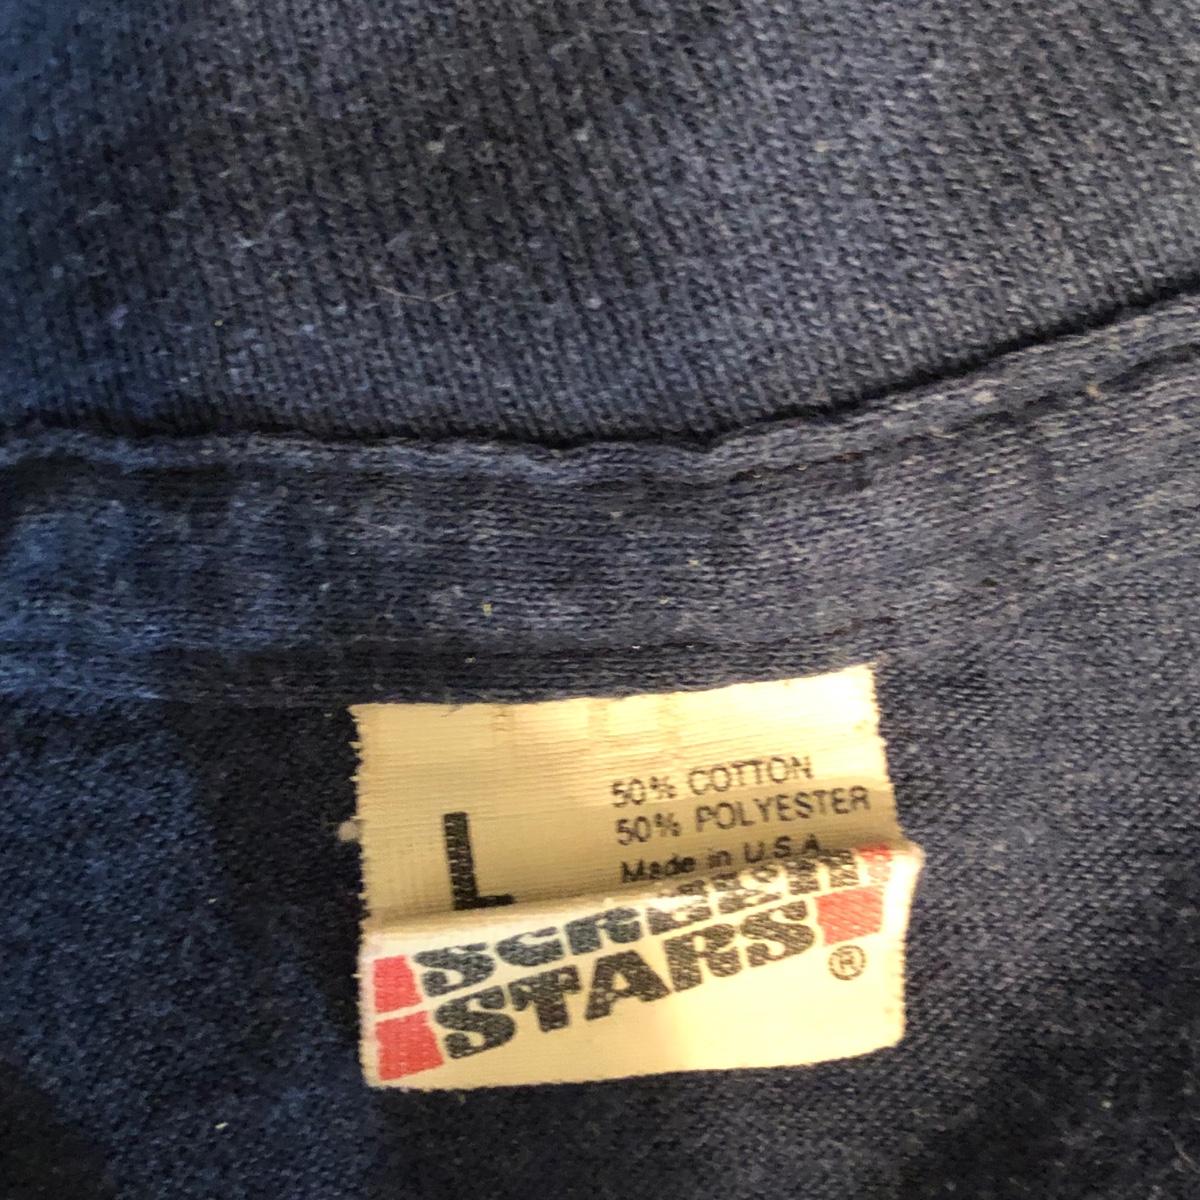 50% COTTON
50% POLYESTER
L
Made in U.S.A.
SCREEN
STARS
®